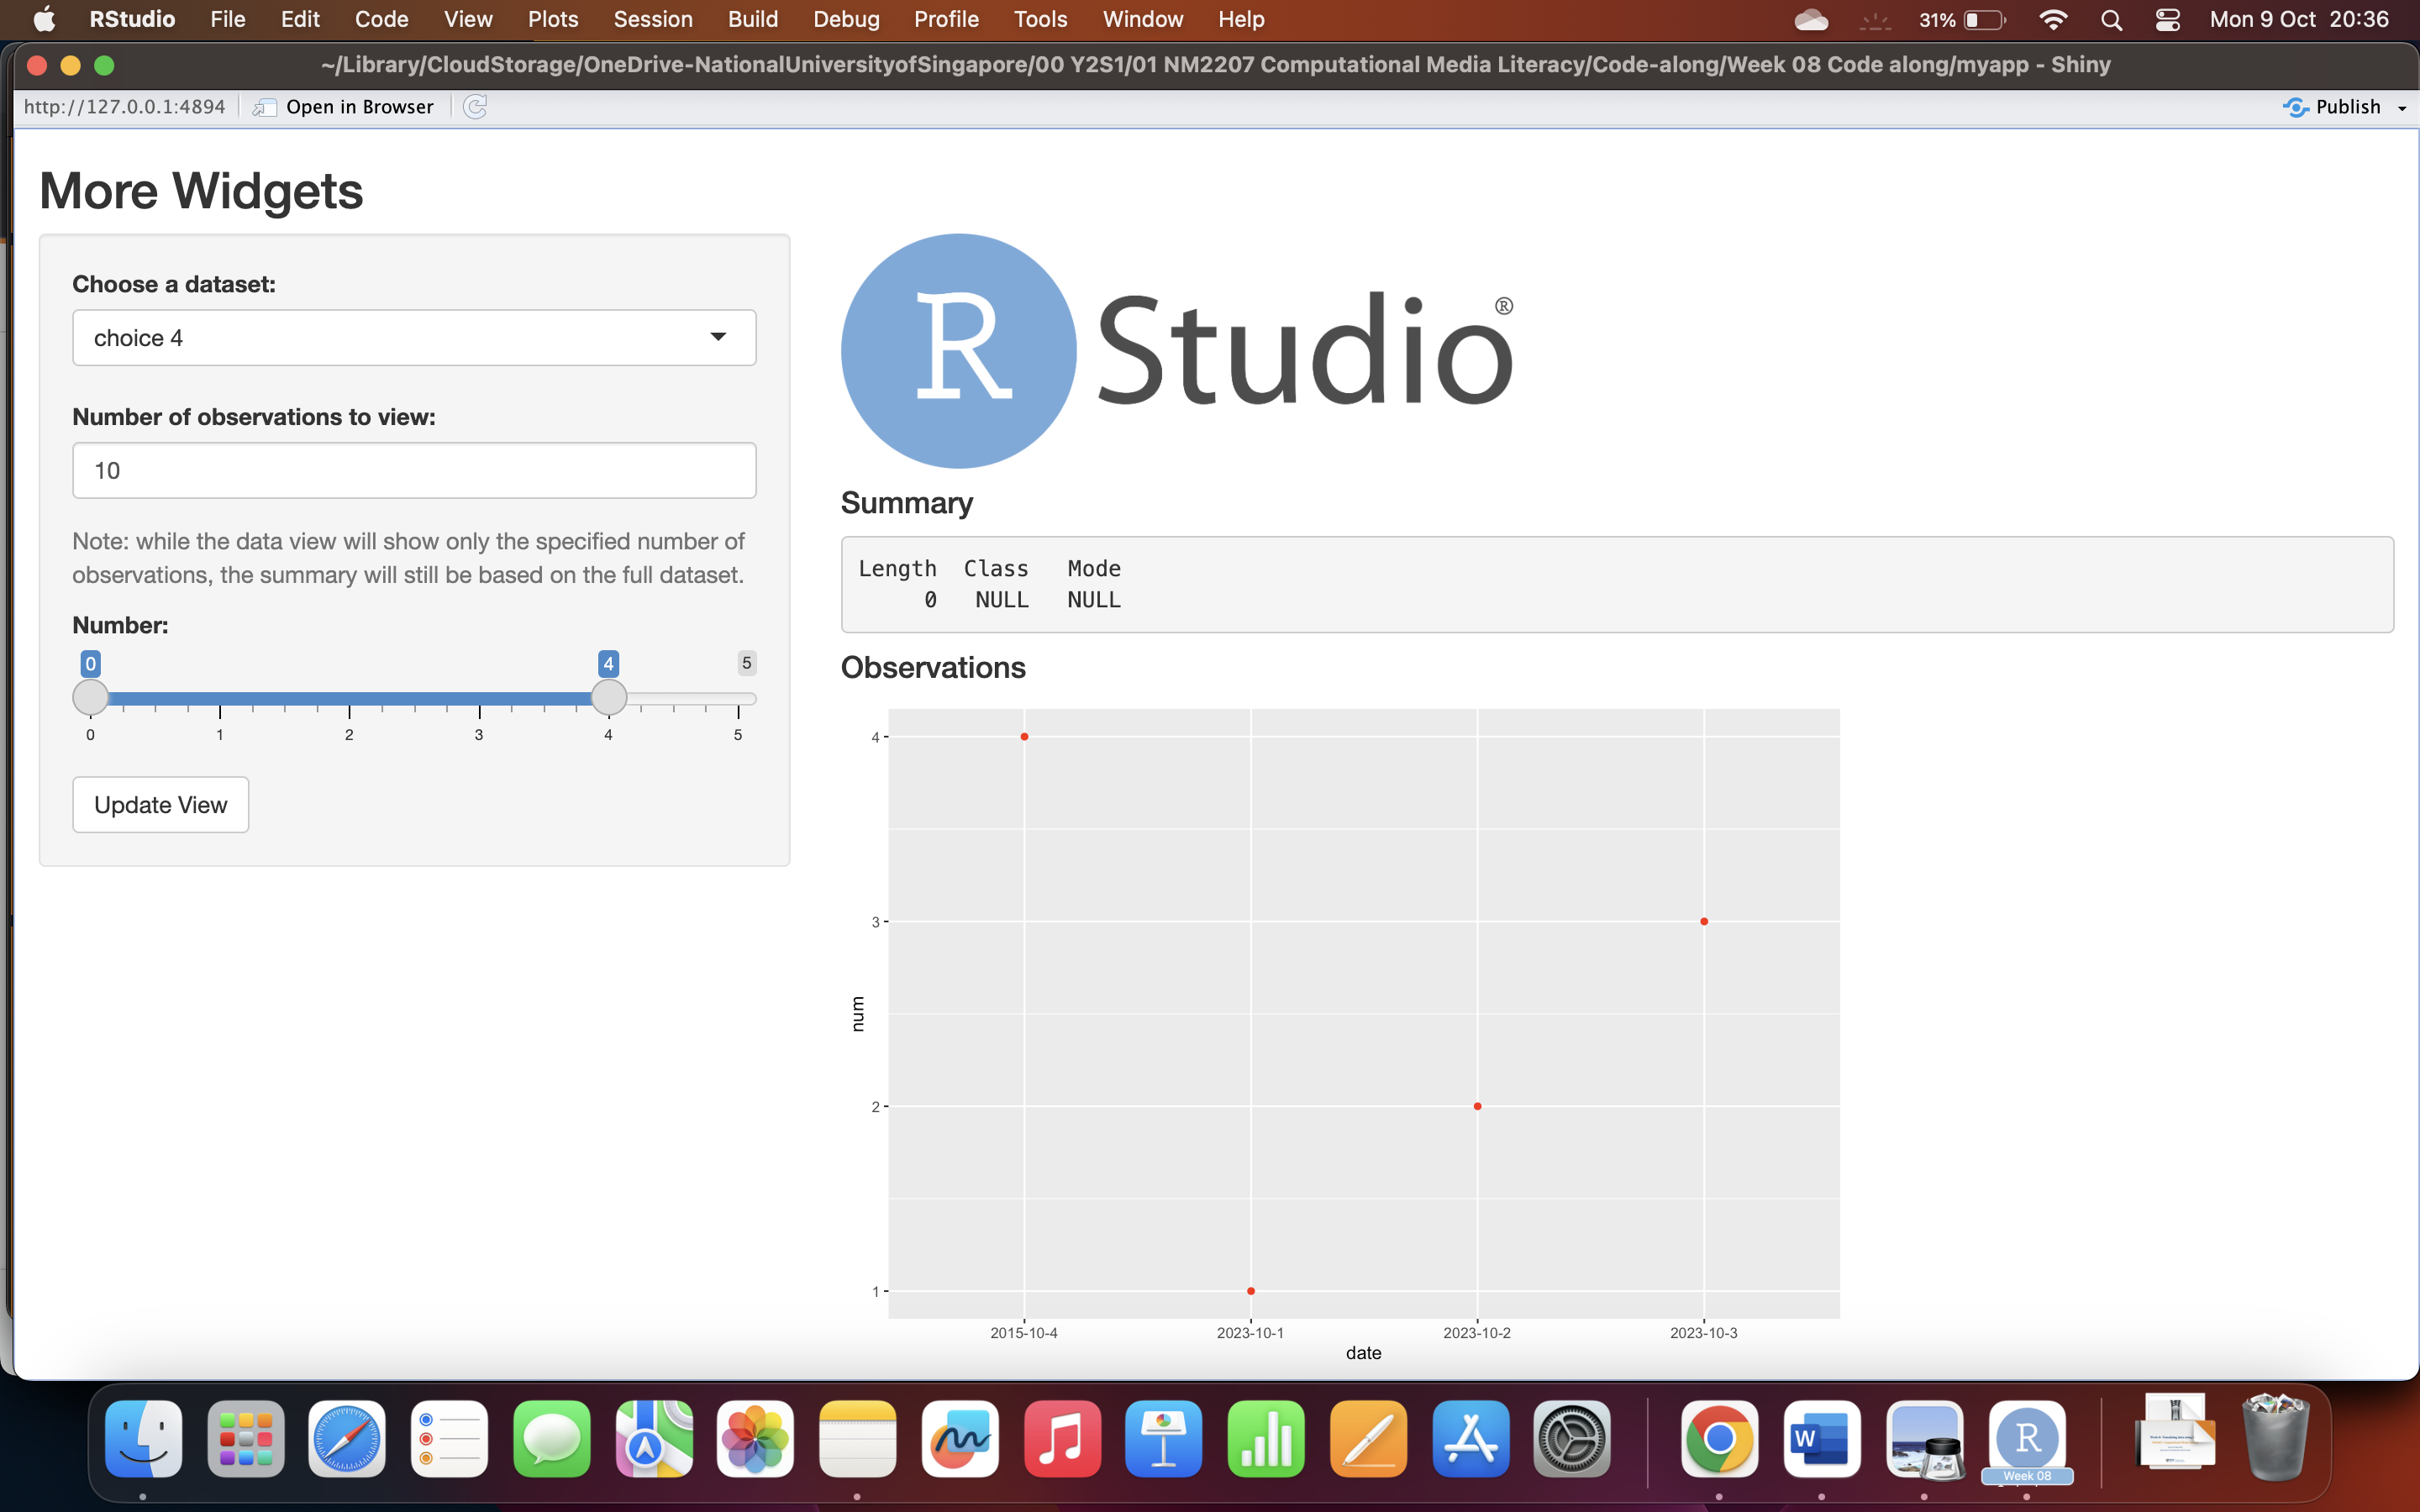 RStudio File Edit Code View Plots Session Build Debug Profile Tools Window Help 31% Mon 9 Oct 20:36
~/Library/CloudStorage/OneDrive-NationalUniversityofSingapore/00 Y2S1/01 NM2207 Computational Media Literacy/Code-along/Week 08 Code along/myapp - Shiny
http://127.0.0.1:4894 Open in Browser Publish
More Widgets
Choose a dataset:
choice 4
Number of observations to view:
10
Note: while the data view will show only the specified number of
observations, the summary will still be based on the full dataset.
Number:
0 4 5
0 1 2 3 4 5
Update View
R Studio®
Summary
Length Class Mode
0 NULL NULL
Observations
4
3
2
1
num
2015-10-4 2023-10-1 2023-10-2 2023-10-3
date
W
R
Week 08